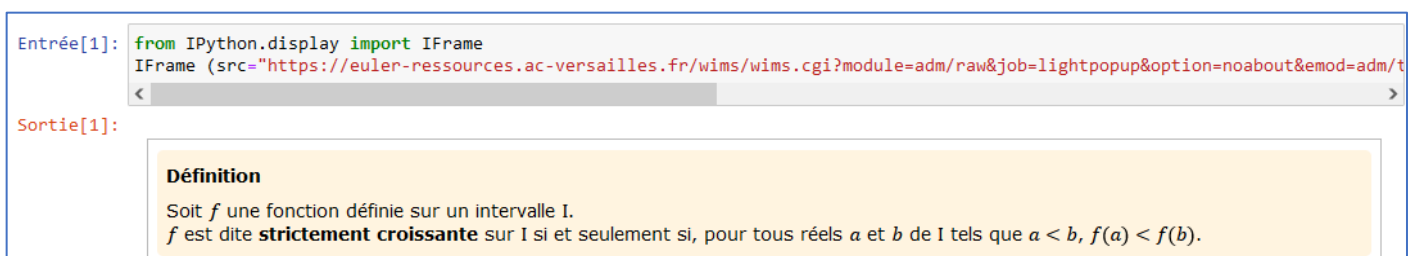 Entrée[1]: from IPython.display import IFrame
IFrame (src="https://euler-ressources.ac-versailles.fr/wims/wims.cgi?module=adm/raw&job=lightpopup&option=noabout&emod=adm/t
Sortie[1]:
Définition
Soit f une fonction définie sur un intervalle I.
f est dite strictement croissante sur I si et seulement si, pour tous réels a et b de I tels que a < b, f(a) < f(b).